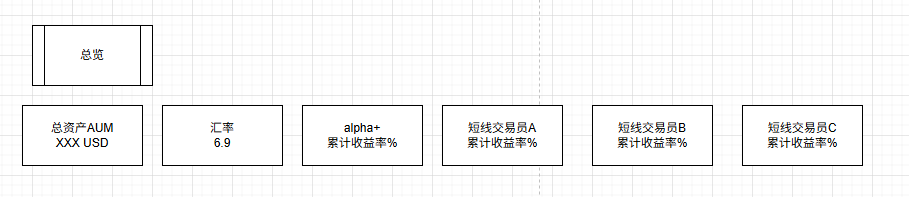 总览
总资产AUM
XXX USD
汇率
6.9
alpha+
累计收益率%
短线交易员A
累计收益率%
短线交易员B
累计收益率%
短线交易员C
累计收益率%